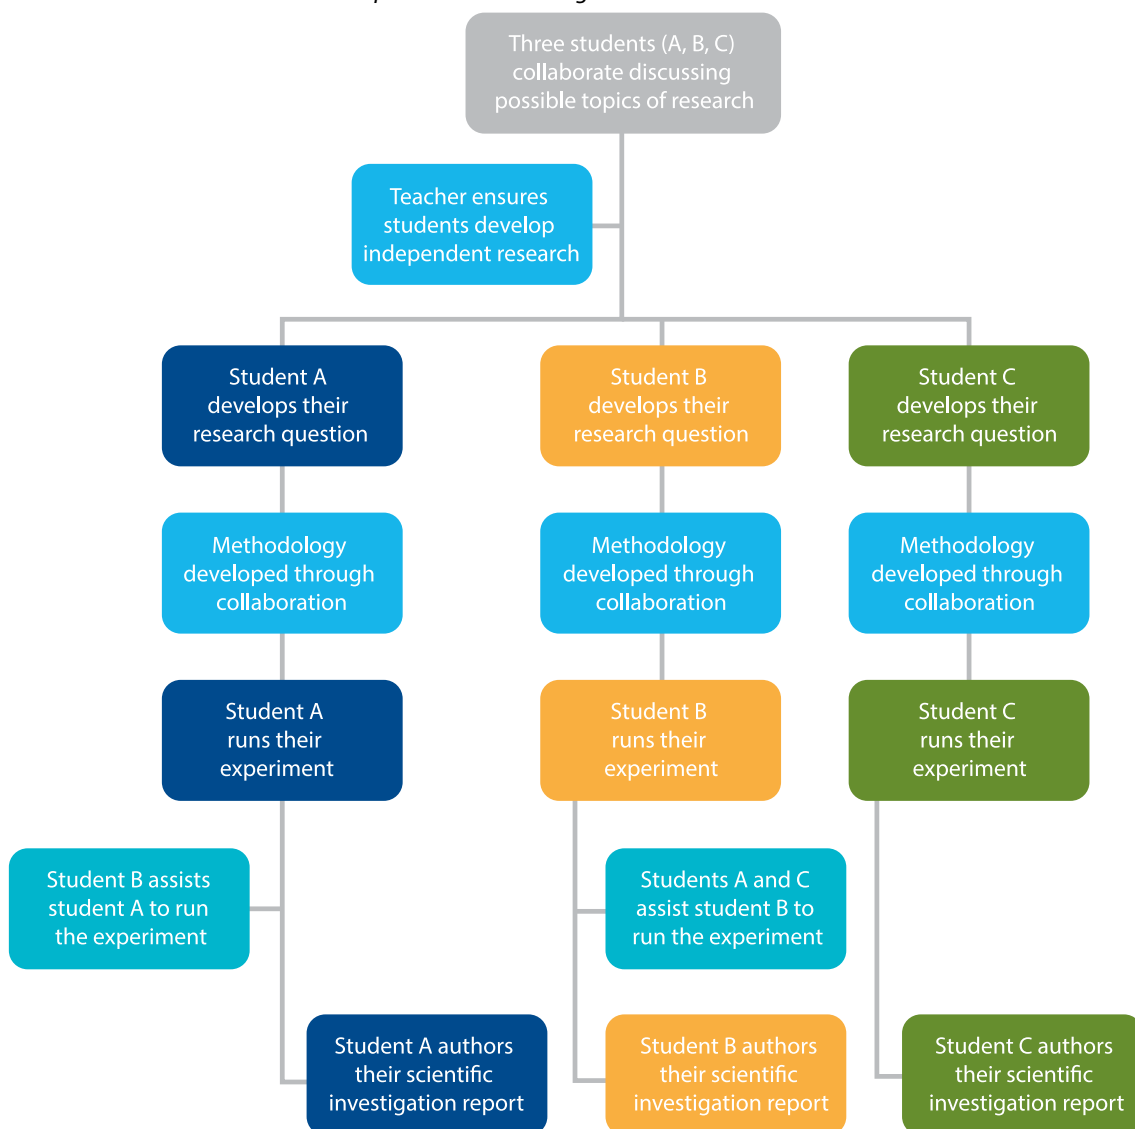 Three students (A, B, C)
collaborate discussing
possible topics of research
Teacher ensures
students develop
independent research
Student A
develops their
research question
Student B
develops their
research question
Student C
develops their
research question
Methodology
developed through
collaboration
Methodology
developed through
collaboration
Methodology
developed through
collaboration
Student A
runs their
experiment
Student B
runs their
experiment
Student C
runs their
experiment
Student B assists
student A to run
the experiment
Students A and C
assist student B to
run the experiment
Student A authors
their scientific
investigation report
Student B authors
their scientific
investigation report
Student C authors
their scientific
investigation report